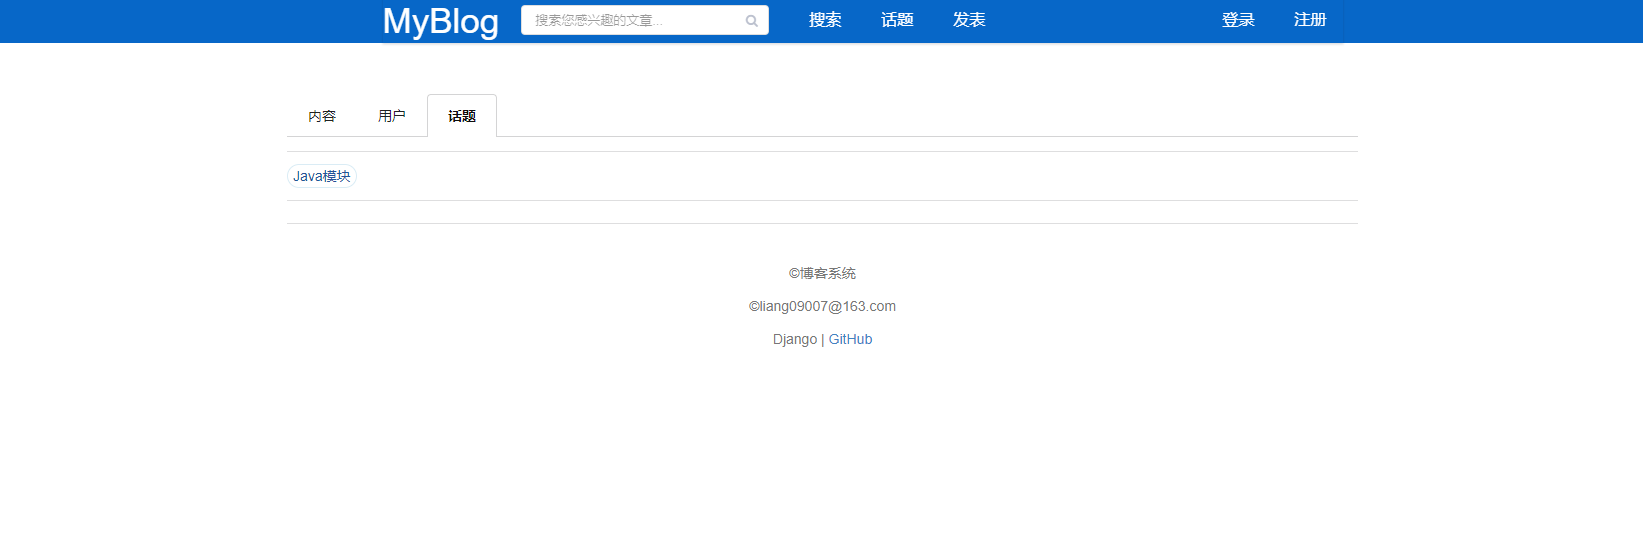 MyBlog 搜索您感兴趣的文章... 搜索 话题 发表 登录 注册
内容 用户 话题
Java模块
©博客系统
©liang09007@163.com
Django | GitHub